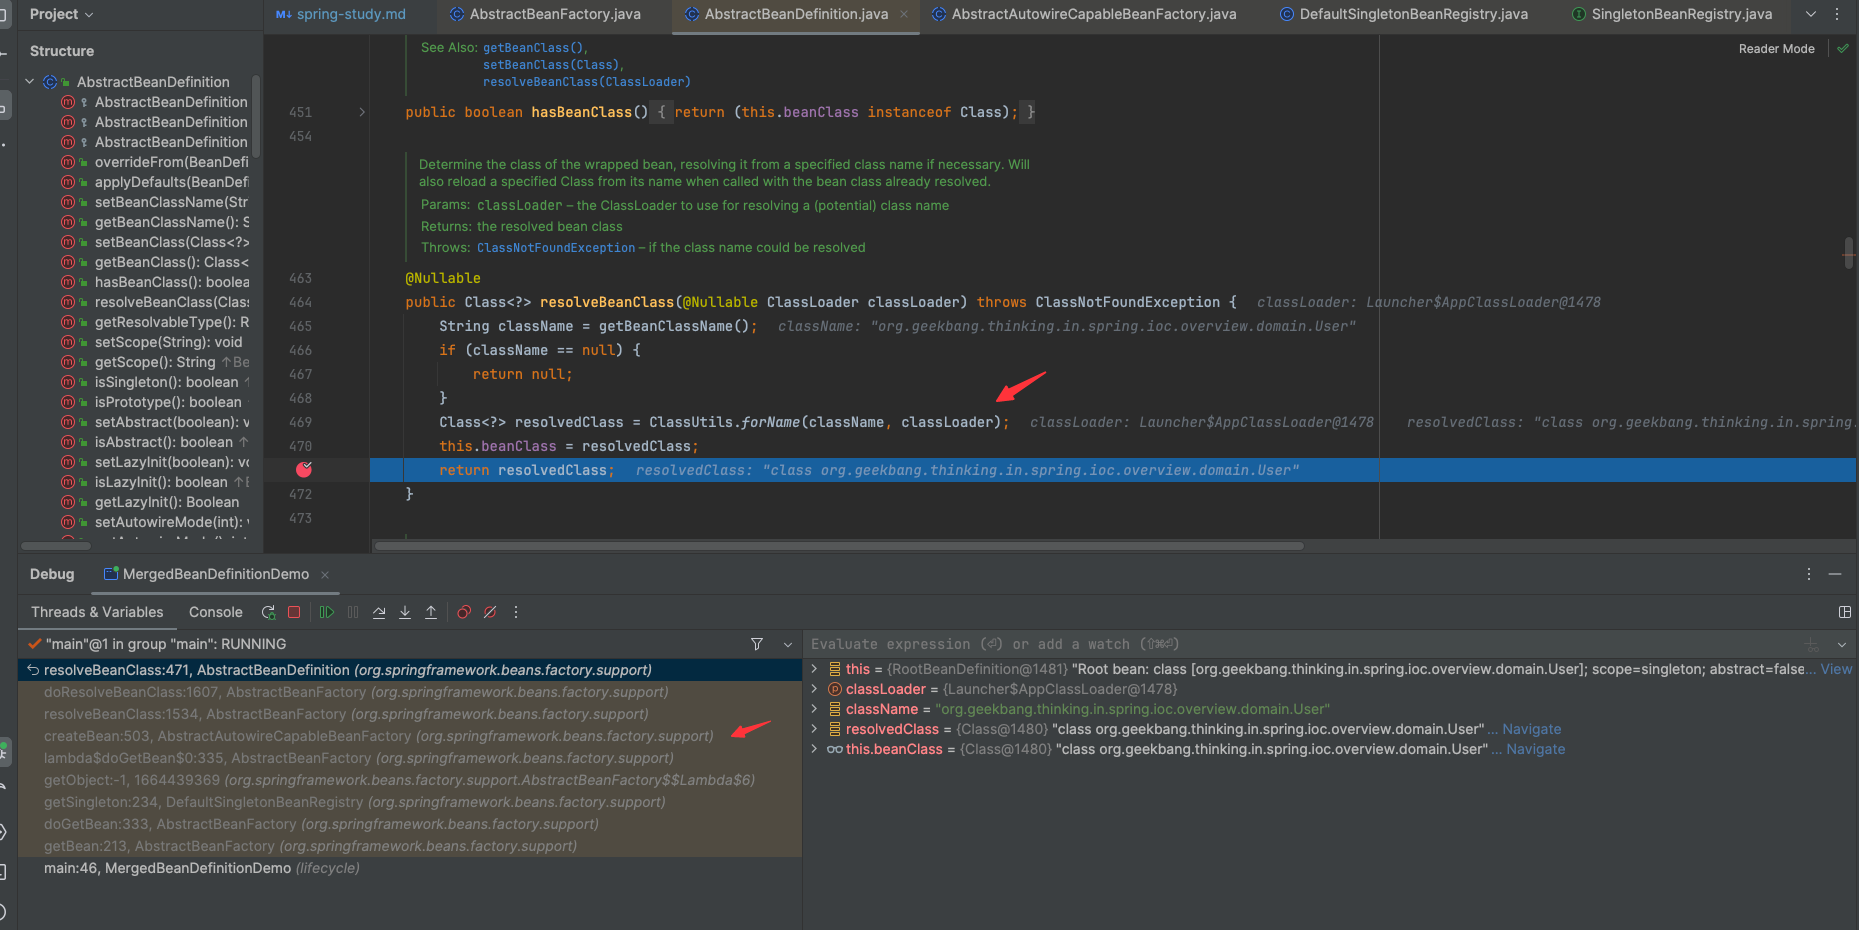 Project
M↓ spring-study.md
AbstractBeanFactory.java
AbstractBeanDefinition.java
AbstractAutowireCapableBeanFactory.java
DefaultSingletonBeanRegistry.java
SingletonBeanRegistry.java
Structure
AbstractBeanDefinition
AbstractBeanDefinition
AbstractBeanDefinition
AbstractBeanDefinition
overrideFrom(BeanDefi
applyDefaults(BeanDef
setBeanClassName(Str
getBeanClassName(): S
setBeanClass(Class<?>
getBeanClass(): Class<
hasBeanClass(): boolea
resolveBeanClass(Clas
getResolvableType(): R
setScope(String): void
getScope(): String ↑Be
isSingleton(): boolean ↑
isPrototype(): boolean
setAbstract(boolean): v
isAbstract(): boolean ↑
setLazyInit(boolean): v
isLazyInit(): boolean ↑
getLazyInit(): Boolean
setAutowireMode(int):
Reader Mode
See Also: getBeanClass(),
setBeanClass(Class),
resolveBeanClass(ClassLoader)
451 public boolean hasBeanClass() { return (this.beanClass instanceof Class); }
454
Determine the class of the wrapped bean, resolving it from a specified class name if necessary. Will
also reload a specified Class from its name when called with the bean class already resolved.
Params: classLoader – the ClassLoader to use for resolving a (potential) class name
Returns: the resolved bean class
Throws: ClassNotFoundException – if the class name could be resolved
463 @Nullable
464 public Class<?> resolveBeanClass(@Nullable ClassLoader classLoader) throws ClassNotFoundException { classLoader: Launcher$AppClassLoader@1478
465 String className = getBeanClassName(); className: "org.geekbang.thinking.in.spring.ioc.overview.domain.User"
466 if (className == null) {
467 return null;
468 }
469 Class<?> resolvedClass = ClassUtils.forName(className, classLoader); classLoader: Launcher$AppClassLoader@1478 resolvedClass: "class org.geekbang.thinking.in.spring.
470 this.beanClass = resolvedClass;
return resolvedClass; resolvedClass: "class org.geekbang.thinking.in.spring.ioc.overview.domain.User"
472 }
473
Debug
MergedBeanDefinitionDemo
Threads & Variables
Console
"main"@1 in group "main": RUNNING
resolveBeanClass:471, AbstractBeanDefinition (org.springframework.beans.factory.support)
doResolveBeanClass:1607, AbstractBeanFactory (org.springframework.beans.factory.support)
resolveBeanClass:1534, AbstractBeanFactory (org.springframework.beans.factory.support)
createBean:503, AbstractAutowireCapableBeanFactory (org.springframework.beans.factory.support)
lambda$doGetBean$0:335, AbstractBeanFactory (org.springframework.beans.factory.support)
getObject:-1, 1664439369 (org.springframework.beans.factory.support.AbstractBeanFactory$$Lambda$6)
getSingleton:234, DefaultSingletonBeanRegistry (org.springframework.beans.factory.support)
doGetBean:333, AbstractBeanFactory (org.springframework.beans.factory.support)
getBean:213, AbstractBeanFactory (org.springframework.beans.factory.support)
main:46, MergedBeanDefinitionDemo (lifecycle)
Evaluate expression (⏎) or add a watch (⇧⌘⏎)
this = {RootBeanDefinition@1481} "Root bean: class [org.geekbang.thinking.in.spring.ioc.overview.domain.User]; scope=singleton; abstract=false... View
classLoader = {Launcher$AppClassLoader@1478}
className = "org.geekbang.thinking.in.spring.ioc.overview.domain.User"
resolvedClass = {Class@1480} "class org.geekbang.thinking.in.spring.ioc.overview.domain.User" ... Navigate
this.beanClass = {Class@1480} "class org.geekbang.thinking.in.spring.ioc.overview.domain.User" ... Navigate